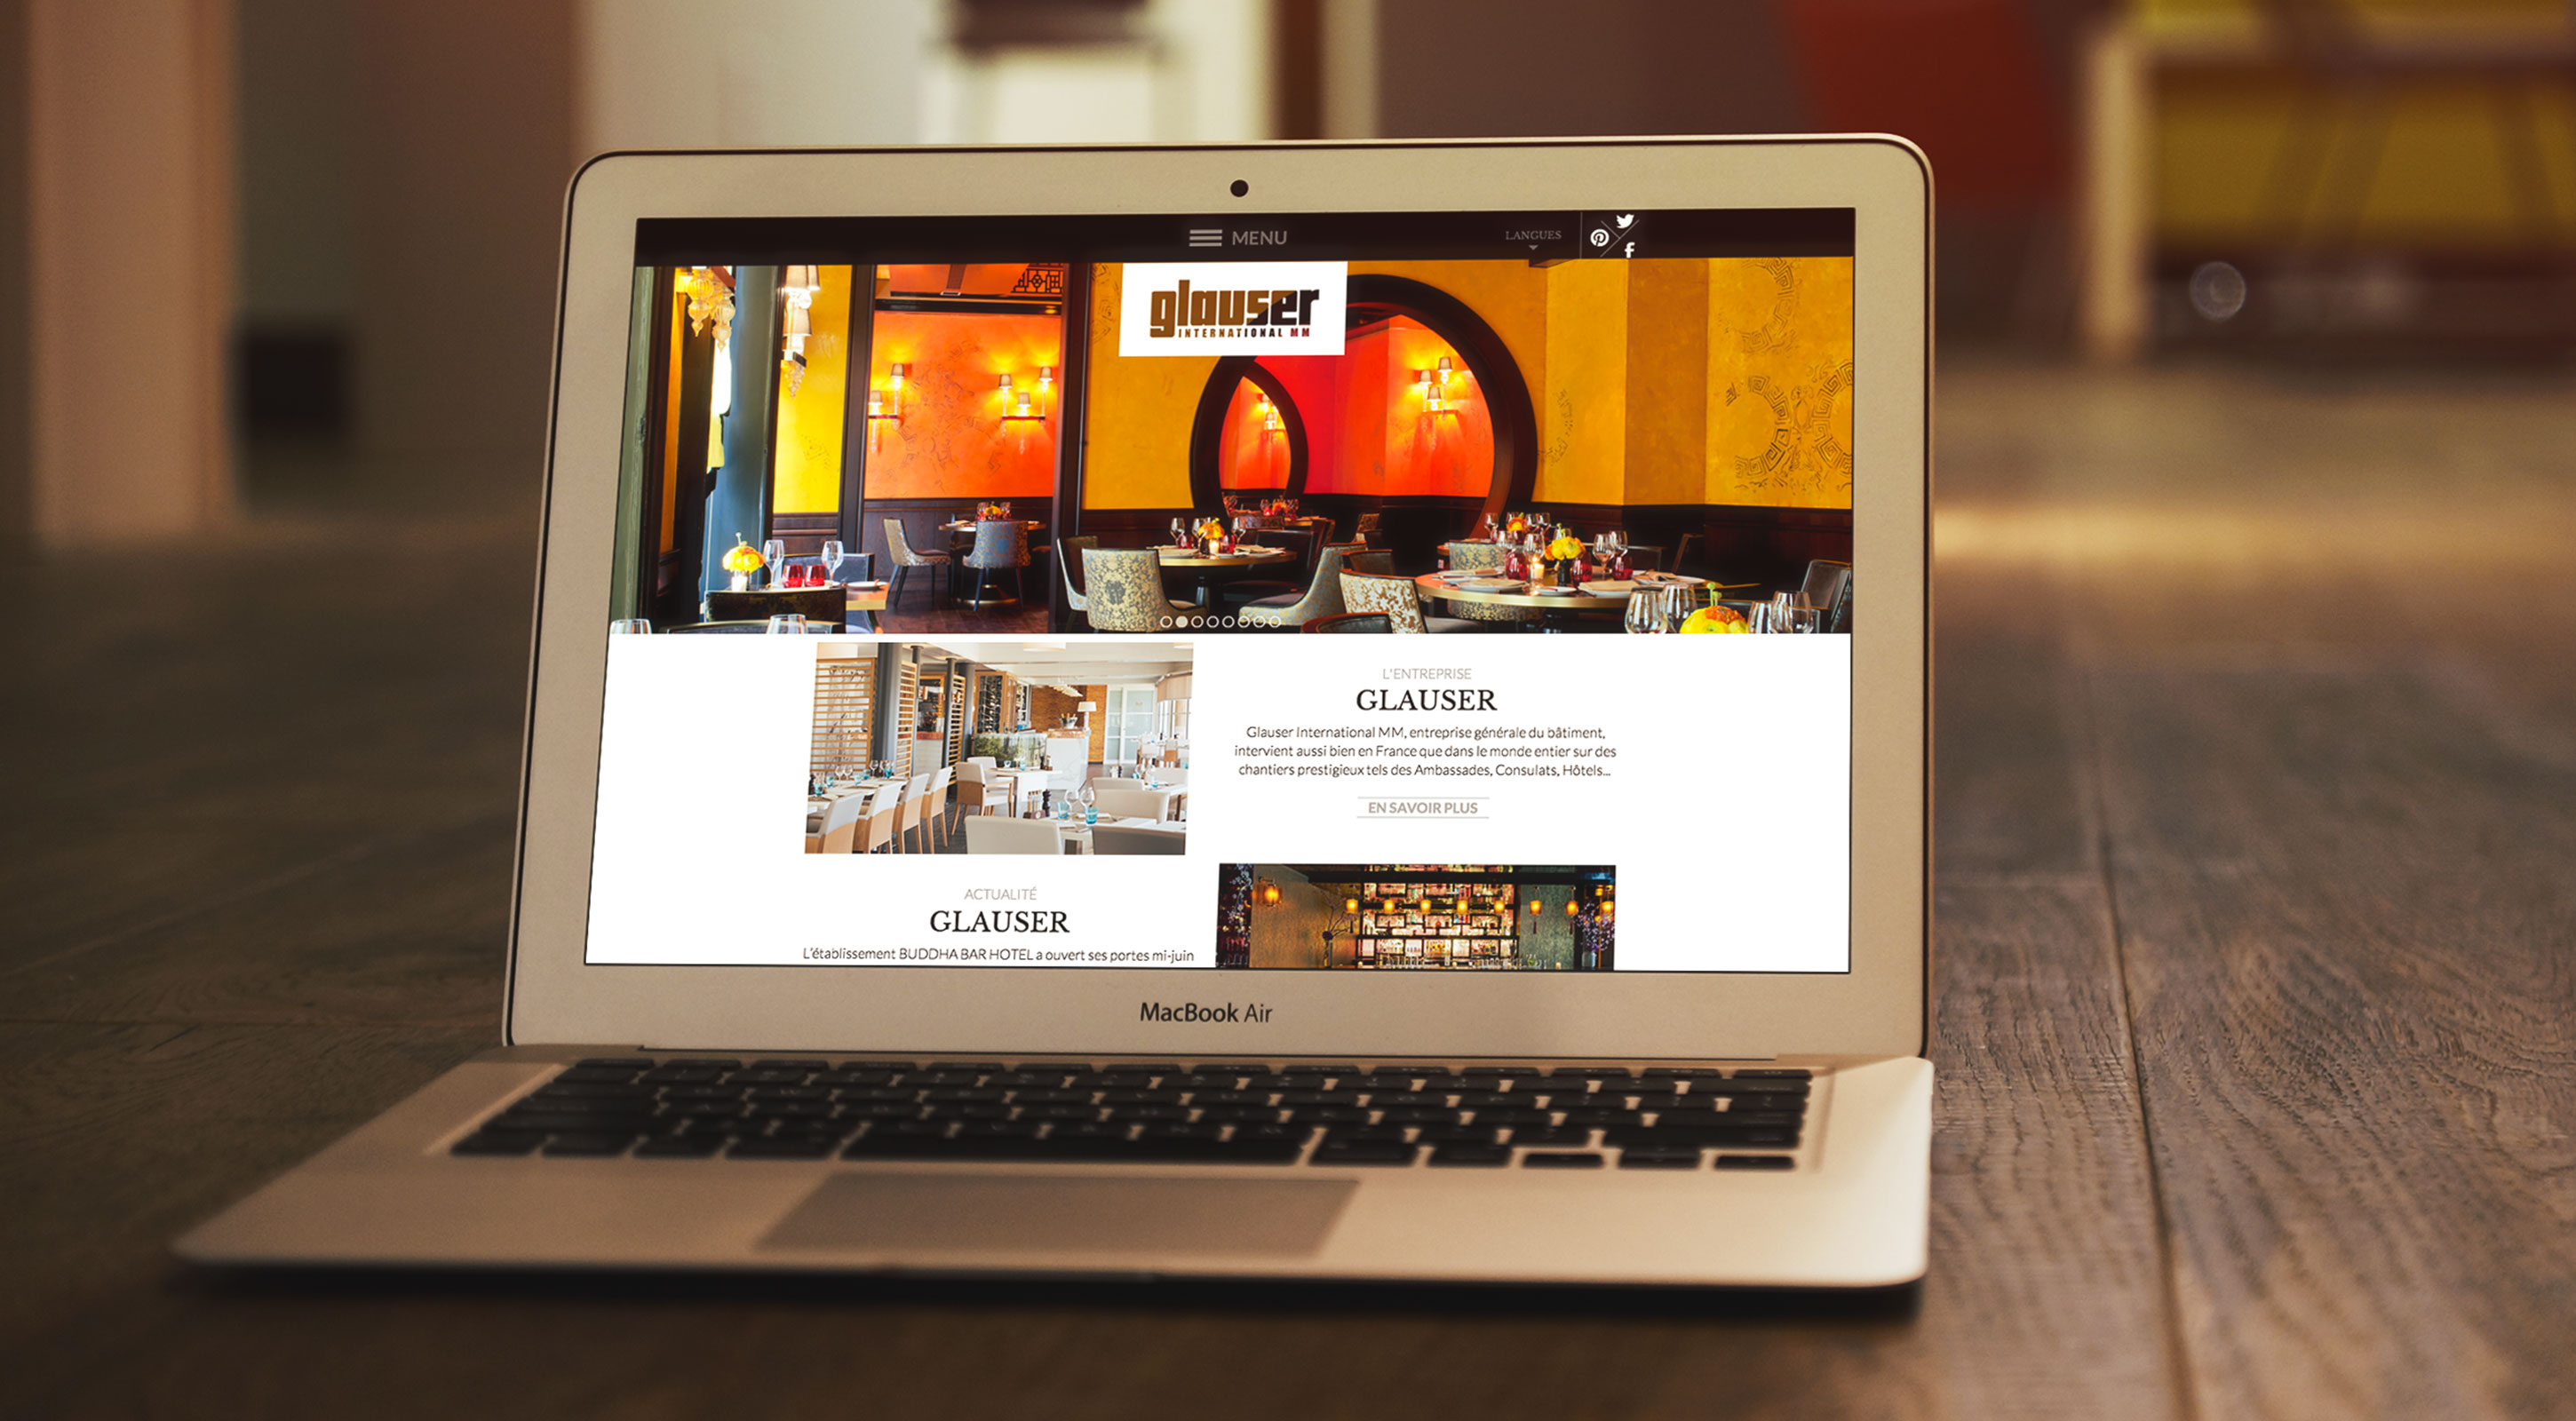 MENU
LANGUES
glauser
INTERNATIONAL MM
L'ENTREPRISE
GLAUSER
Glauser International MM, entreprise générale du bâtiment,
intervient aussi bien en France que dans le monde entier sur des
chantiers prestigieux tels des Ambassades, Consulats, Hôtels...
EN SAVOIR PLUS
ACTUALITÉ
GLAUSER
L'établissement BUDDHA BAR HOTEL a ouvert ses portes mi-juin
MacBook Air